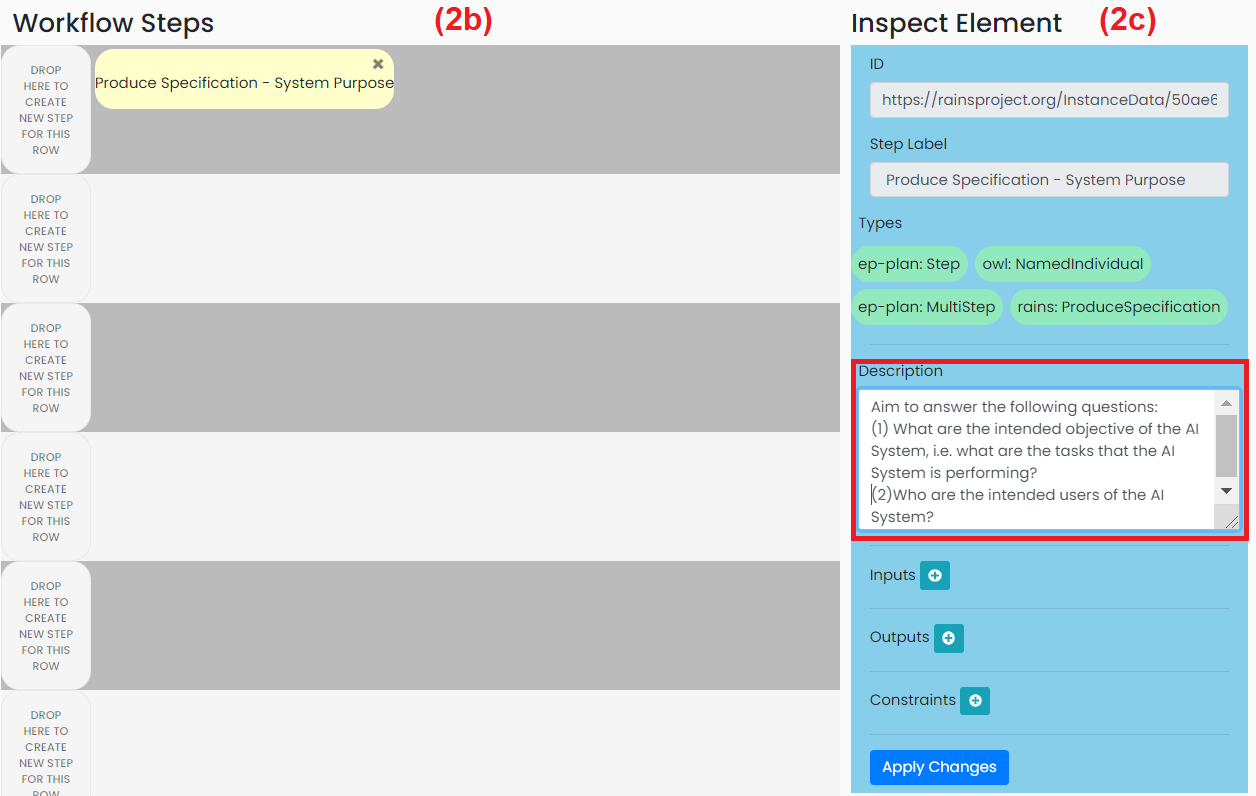 Workflow Steps
(2b)
DROP
HERE TO
CREATE
NEW STEP
FOR THIS
ROW
Produce Specification - System Purpose
DROP
HERE TO
CREATE
NEW STEP
FOR THIS
ROW
DROP
HERE TO
CREATE
NEW STEP
FOR THIS
ROW
DROP
HERE TO
CREATE
NEW STEP
FOR THIS
ROW
DROP
HERE TO
CREATE
NEW STEP
FOR THIS
ROW
DROP
HERE TO
CREATE
NEW STEP
FOR THIS
ROW
Inspect Element
(2c)
ID
https://rainsproject.org/InstanceData/50ae6
Step Label
Produce Specification - System Purpose
Types
ep-plan: Step
owl: NamedIndividual
ep-plan: MultiStep
rains: ProduceSpecification
Description
Aim to answer the following questions:
(1) What are the intended objective of the AI
System, i.e. what are the tasks that the AI
System is performing?
(2)Who are the intended users of the AI
System?
Inputs
Outputs
Constraints
Apply Changes